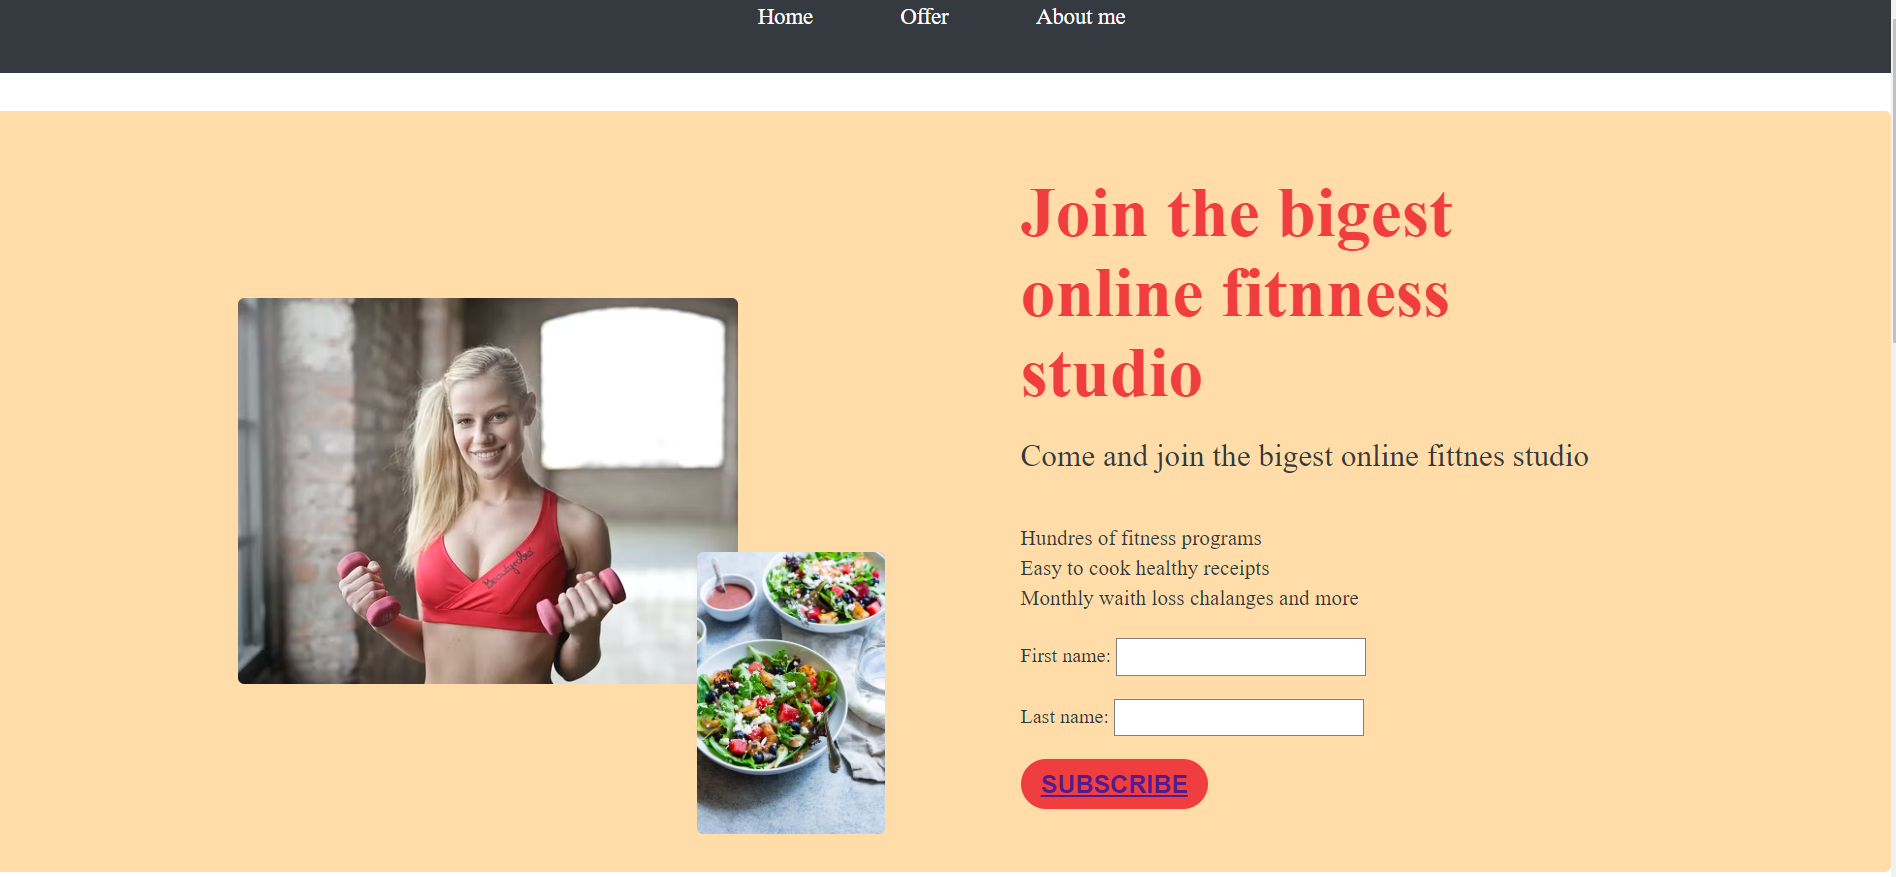 Home Offer About me
Join the bigest
online fitnness
studio
Come and join the bigest online fittnes studio
Hundres of fitness programs
Easy to cook healthy receipts
Monthly waith loss chalanges and more
First name:
Last name:
SUBSCRIBE